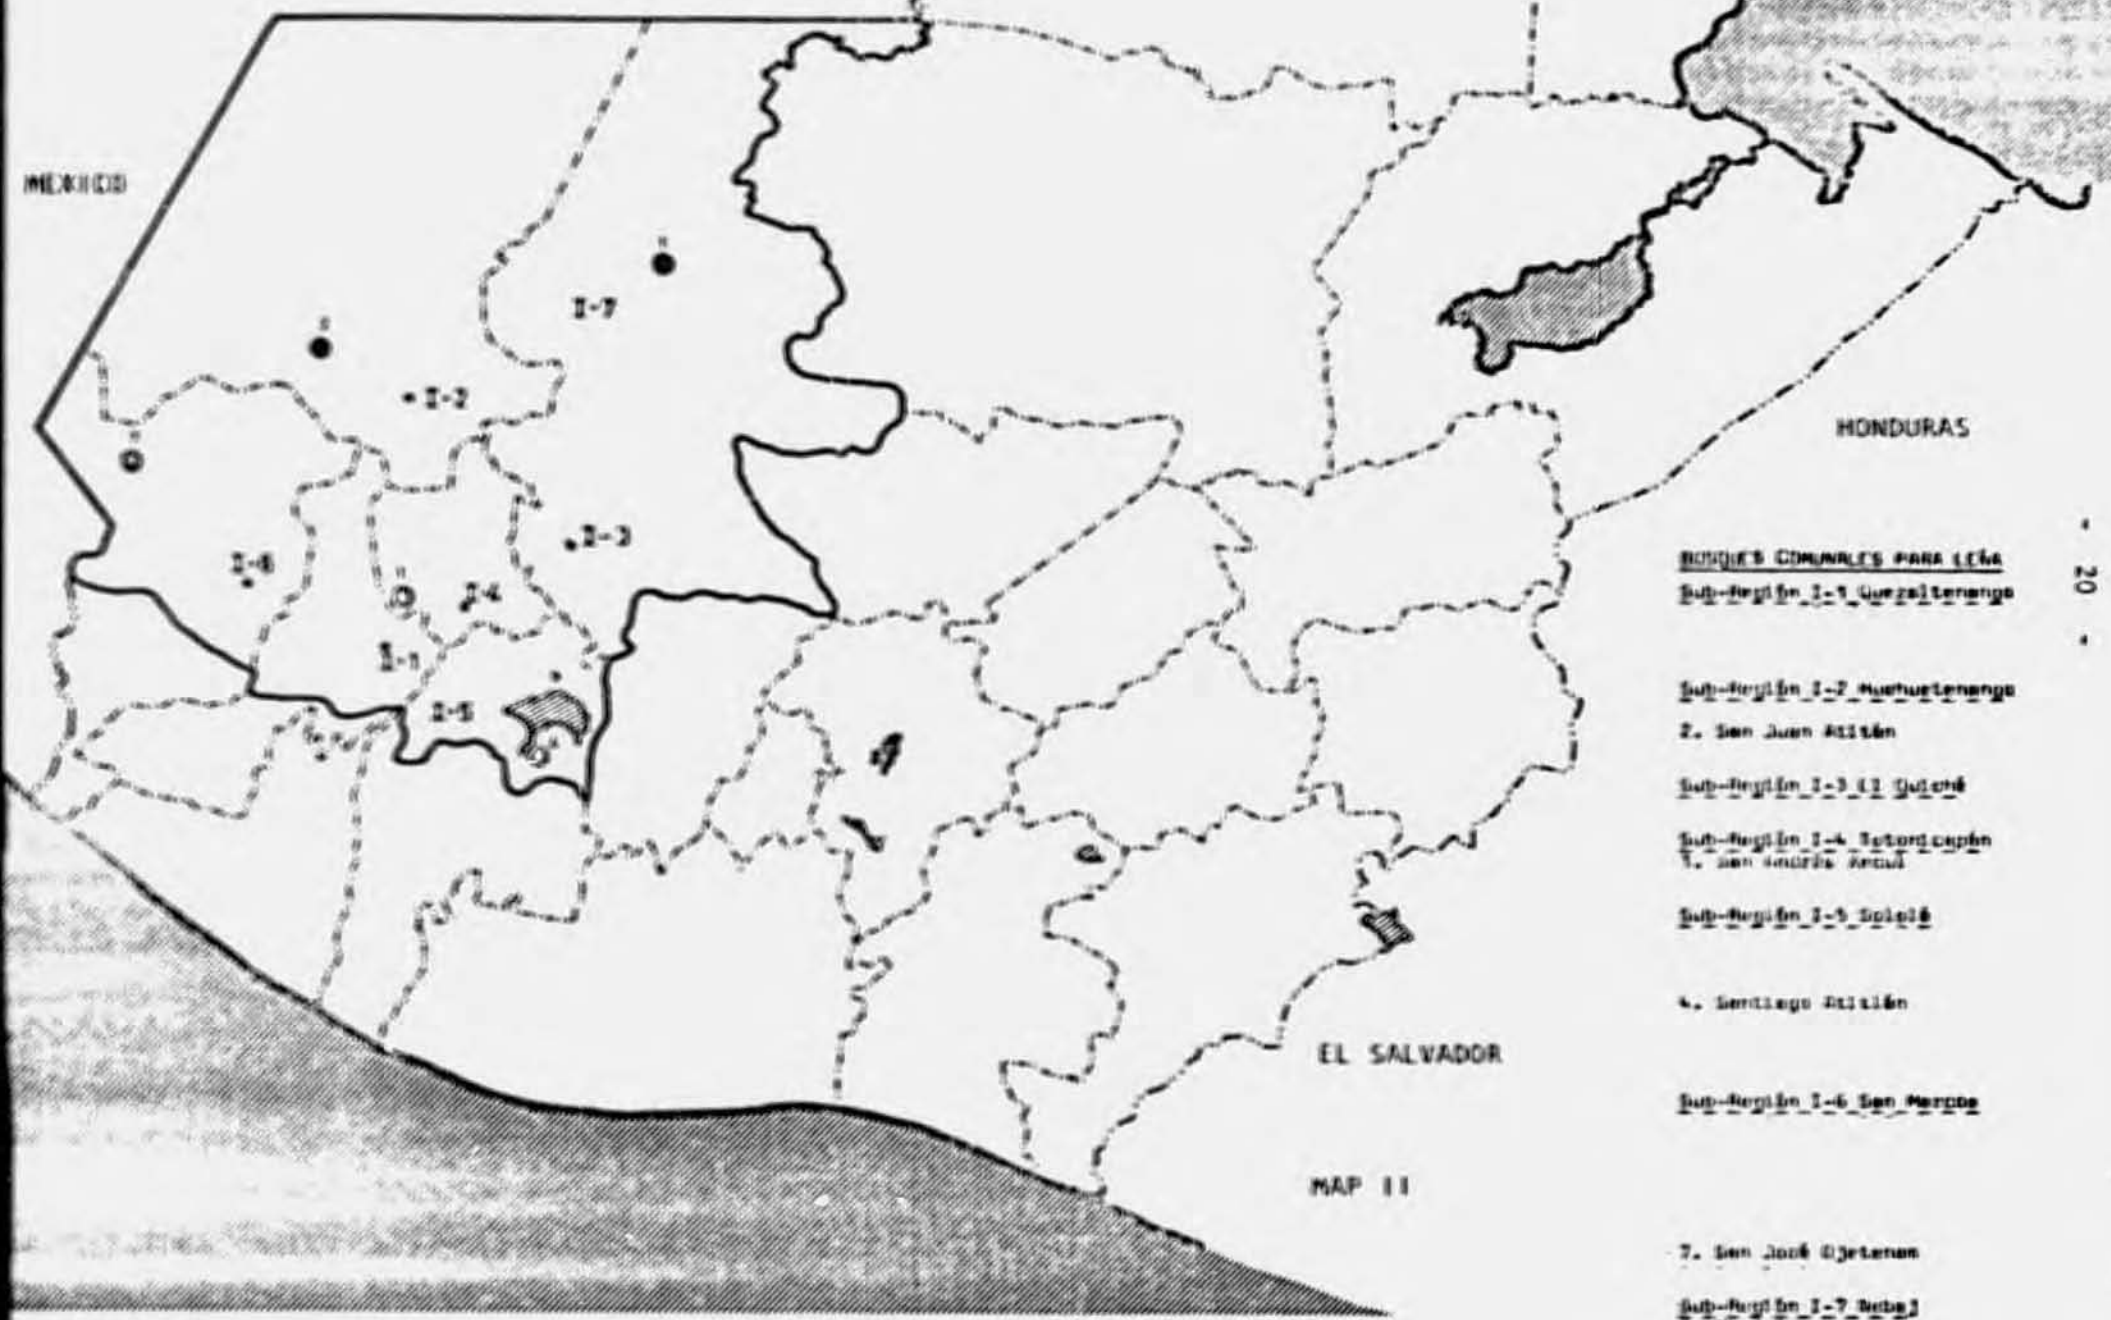 MEXICO
I-7
I-2
HONDURAS
I-3
I-6
I-4
I-1
I-5
BOSQUES COMUNALES PARA LEÑA
Sub-Región I-1 Quezaltenango
- 20 -
Sub-Región I-2 Huehuetenango
2. San Juan Atitán
Sub-Región I-3 El Quiché
Sub-Región I-4 Totonicapán
San Andrés Xecul
Sub-Región I-5 Sololá
4. Santiago Atitlán
EL SALVADOR
Sub-Región I-6 San Marcos
MAP II
7. San José Ojetenam
Sub-Región I-7 Nebaj